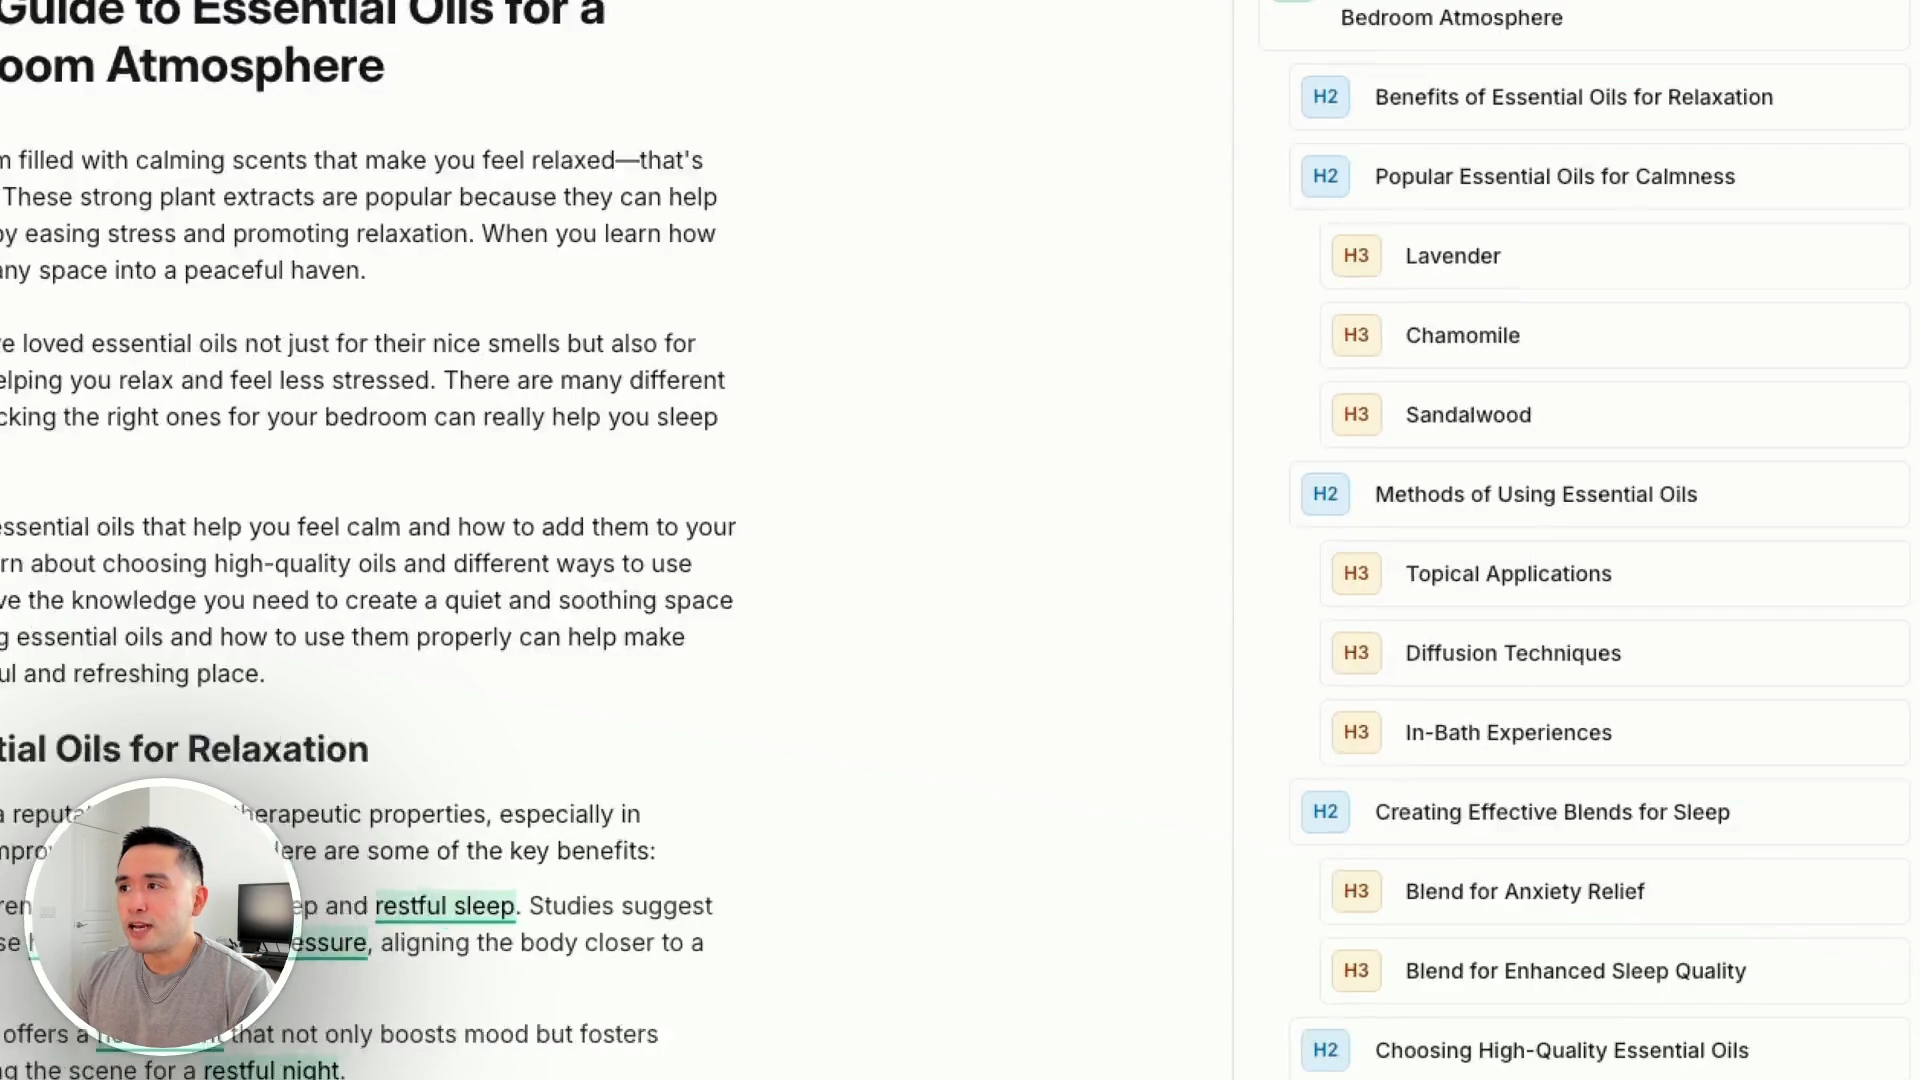 Guide to Essential Oils for a
oom Atmosphere
m filled with calming scents that make you feel relaxed—that's
These strong plant extracts are popular because they can help
by easing stress and promoting relaxation. When you learn how
any space into a peaceful haven.
e loved essential oils not just for their nice smells but also for
elping you relax and feel less stressed. There are many different
cking the right ones for your bedroom can really help you sleep
essential oils that help you feel calm and how to add them to your
rn about choosing high-quality oils and different ways to use
ve the knowledge you need to create a quiet and soothing space
g essential oils and how to use them properly can help make
ul and refreshing place.
tial Oils for Relaxation
a reputa herapeutic properties, especially in
mpro ere are some of the key benefits:
ren ep and restful sleep. Studies suggest
se essure, aligning the body closer to a
offers a that not only boosts mood but fosters
ng the scene for a restful night.
Bedroom Atmosphere
H2 Benefits of Essential Oils for Relaxation
H2 Popular Essential Oils for Calmness
H3 Lavender
H3 Chamomile
H3 Sandalwood
H2 Methods of Using Essential Oils
H3 Topical Applications
H3 Diffusion Techniques
H3 In-Bath Experiences
H2 Creating Effective Blends for Sleep
H3 Blend for Anxiety Relief
H3 Blend for Enhanced Sleep Quality
H2 Choosing High-Quality Essential Oils